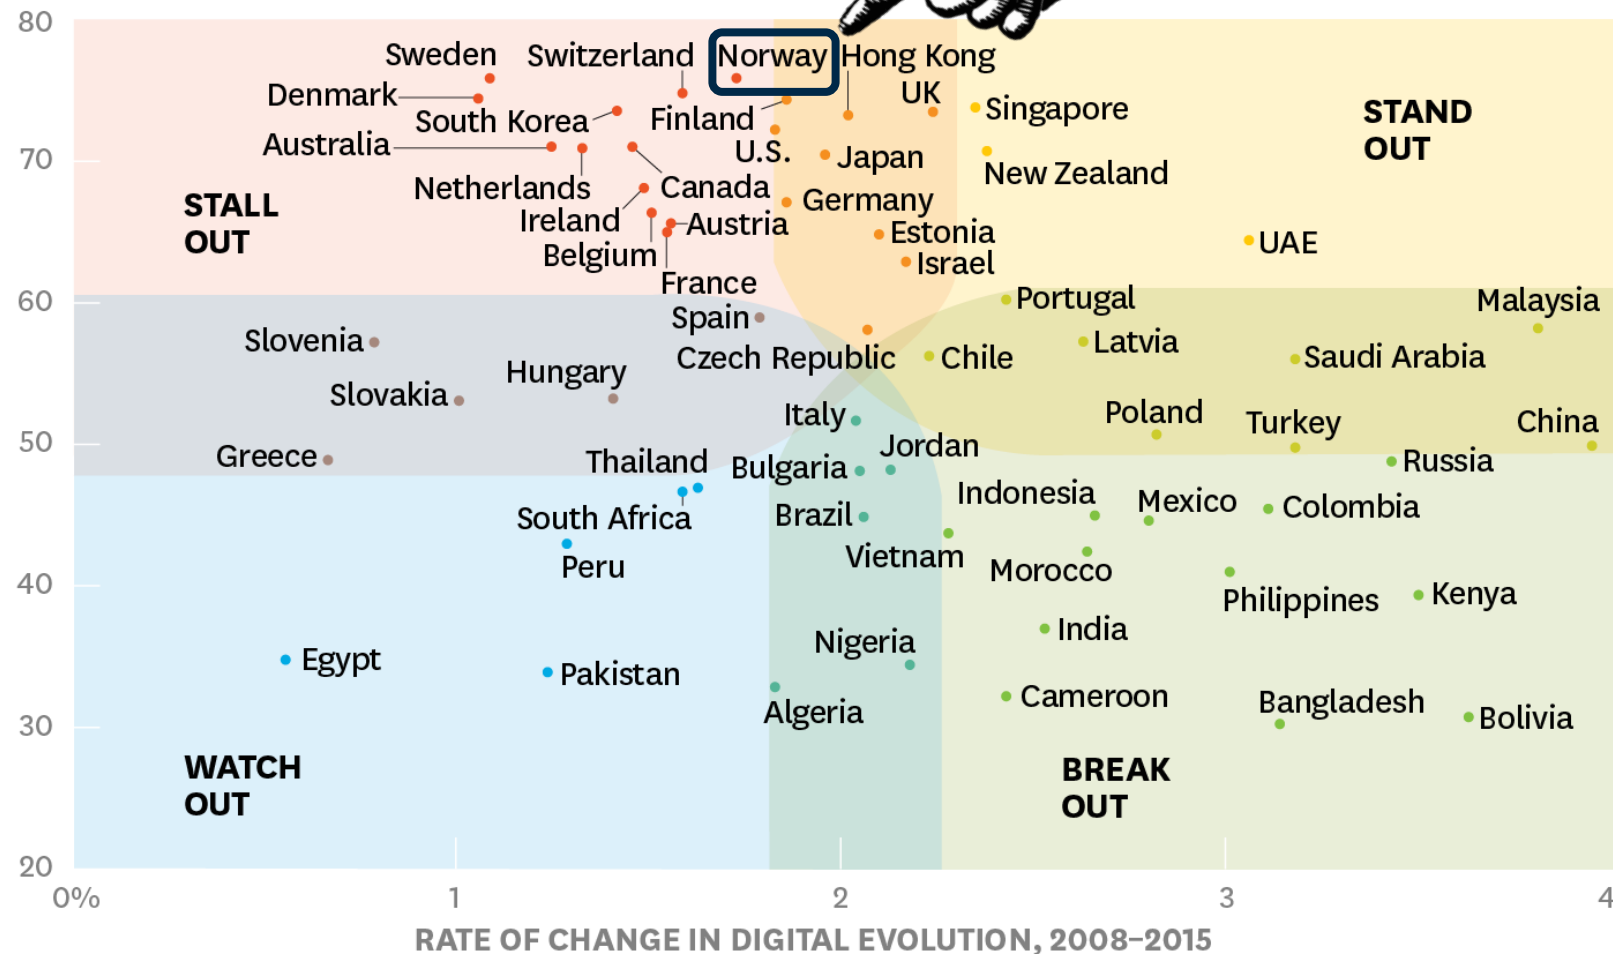 80
Sweden
Switzerland
Norway
Hong Kong
Denmark
UK
Singapore
South Korea
Finland
STAND
OUT
Australia
U.S.
Japan
70
New Zealand
Netherlands
Canada
Germany
STALL
OUT
Ireland
Austria
Estonia
UAE
Belgium
Israel
France
60
Portugal
Malaysia
Spain
Slovenia
Czech Republic
Chile
Latvia
Saudi Arabia
Hungary
Slovakia
Italy
Poland
Turkey
China
50
Jordan
Greece
Thailand
Bulgaria
Russia
Indonesia
Mexico
Colombia
South Africa
Brazil
Vietnam
Peru
Morocco
40
Philippines
Kenya
India
Nigeria
Egypt
Pakistan
Cameroon
Bangladesh
Algeria
Bolivia
30
WATCH
OUT
BREAK
OUT
20
0%
1
2
3
4
RATE OF CHANGE IN DIGITAL EVOLUTION, 2008–2015